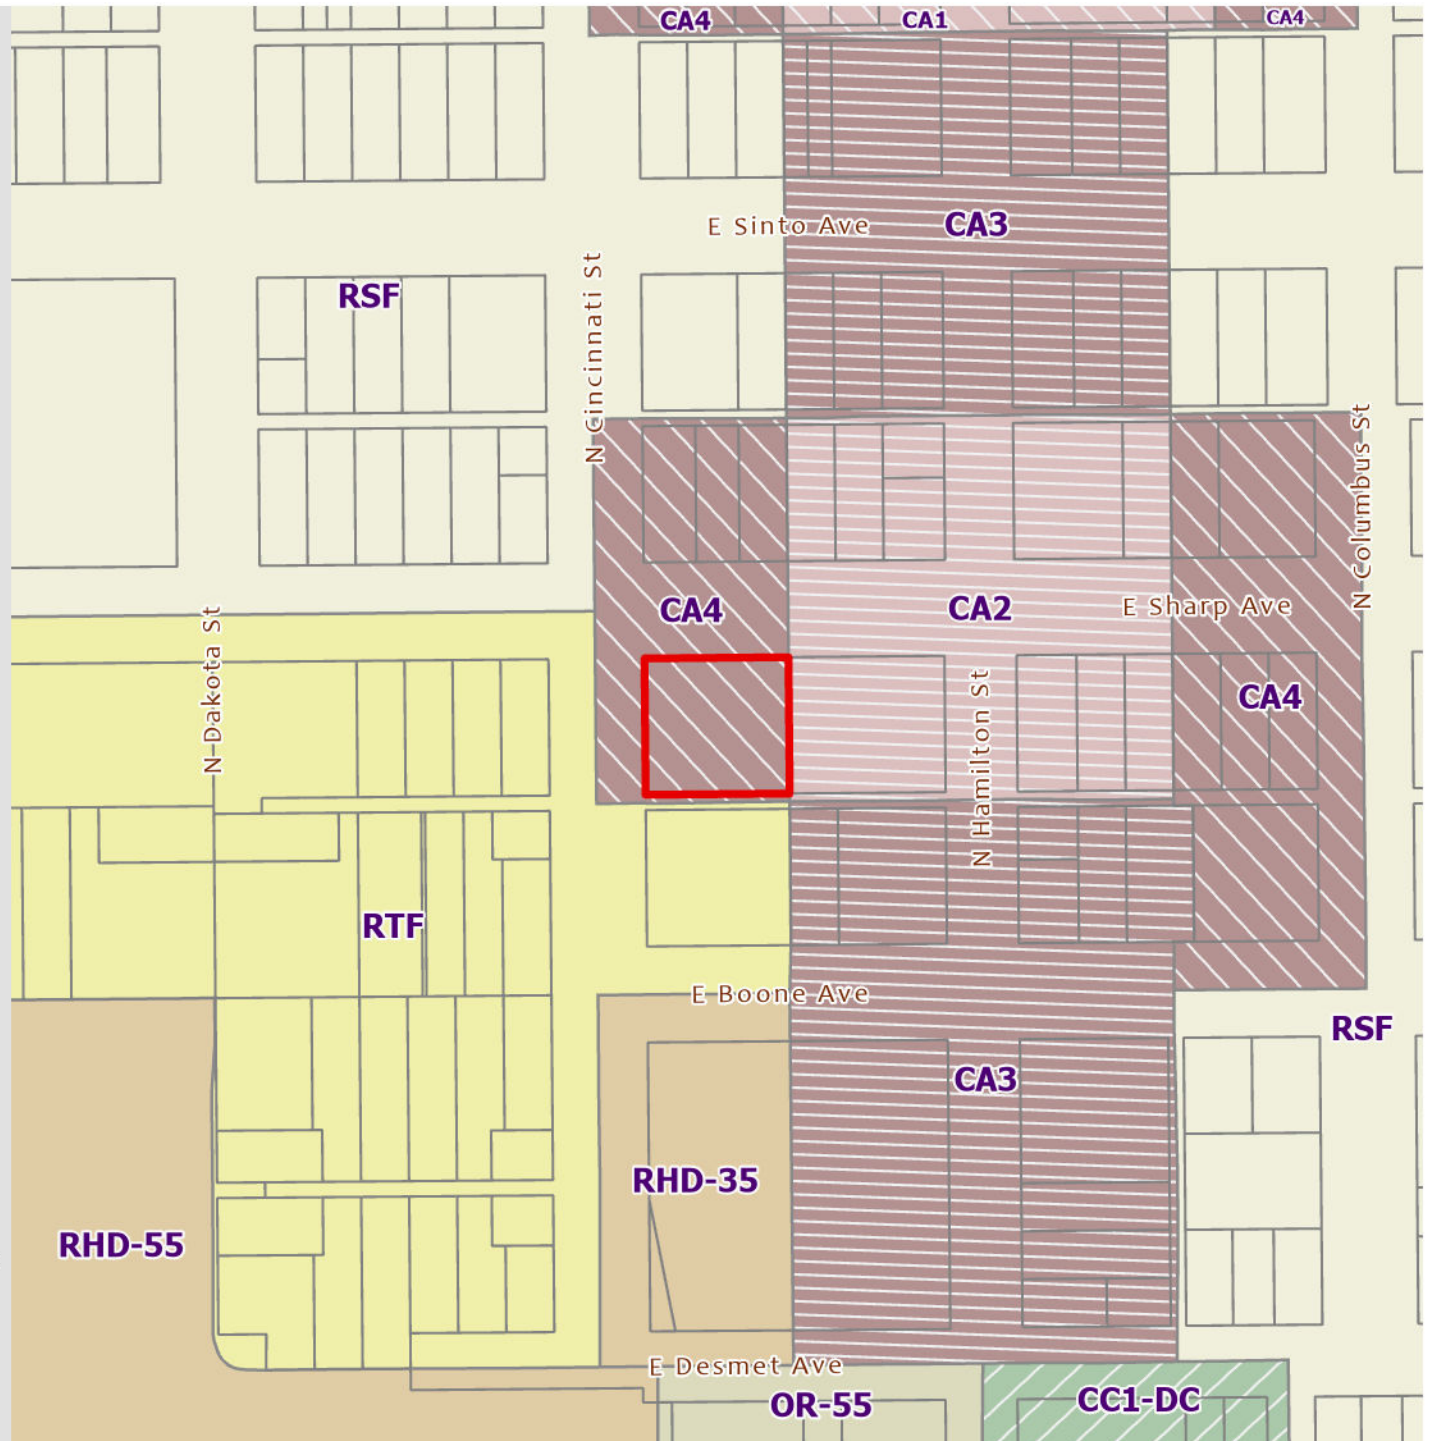 CA4
CA1
CA4
E Sinto Ave
CA3
N Cincinnati St
RSF
N Columbus St
CA4
CA2
E Sharp Ave
N Dakota St
N Hamilton St
CA4
RTF
E Boone Ave
RSF
CA3
RHD-35
RHD-55
E Desmet Ave
OR-55
CC1-DC